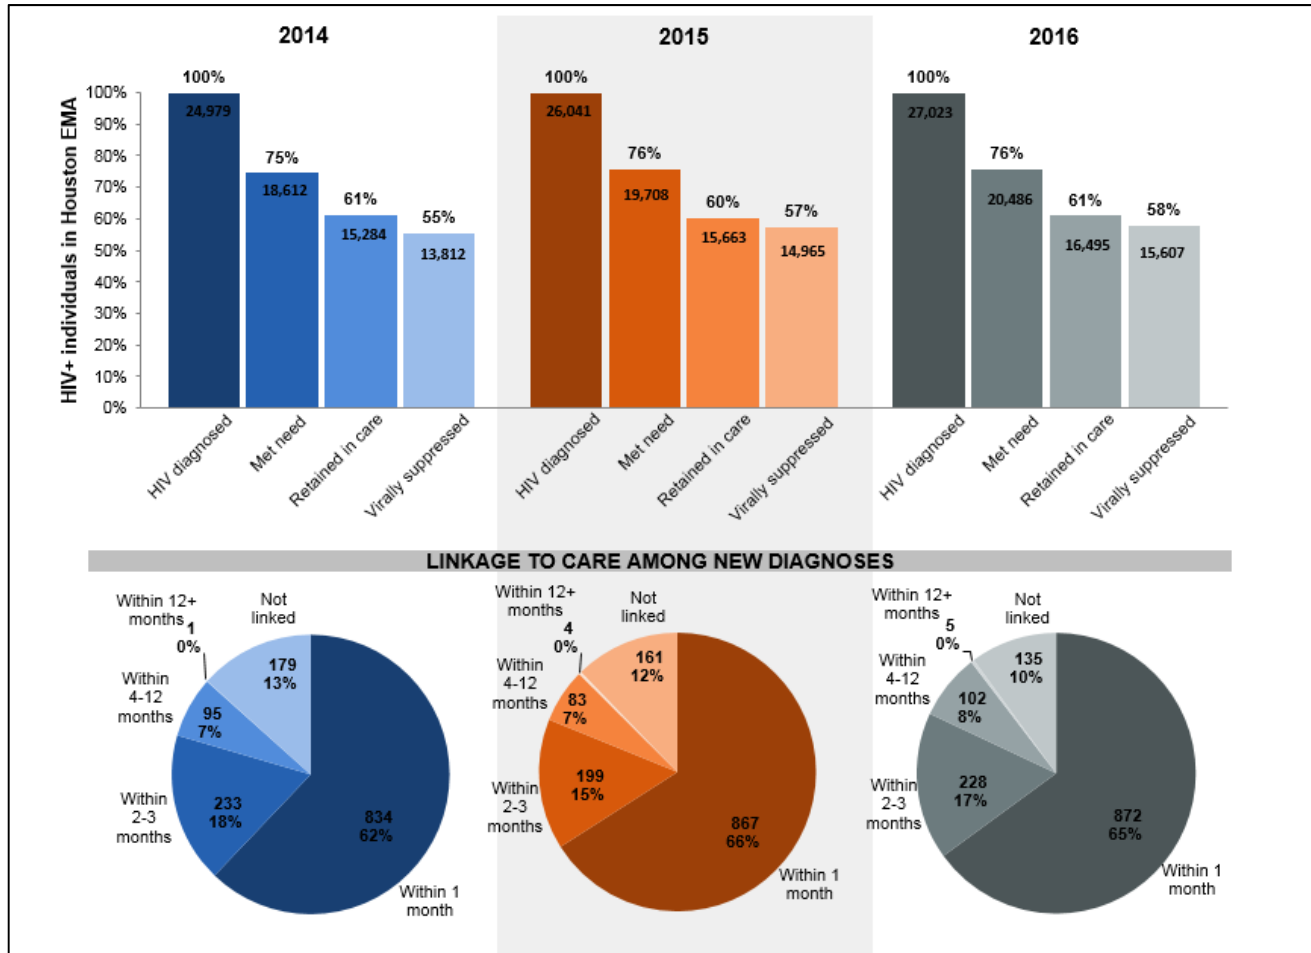 2014
2015
2016
HIV+ individuals in Houston EMA
100%
90%
80%
70%
60%
50%
40%
30%
20%
10%
0%
100%
24,979
75%
18,612
61%
15,284
55%
13,812
HIV diagnosed
Met need
Retained in care
Virally suppressed
100%
26,041
76%
19,708
60%
15,663
57%
14,965
HIV diagnosed
Met need
Retained in care
Virally suppressed
100%
27,023
76%
20,486
61%
16,495
58%
15,607
HIV diagnosed
Met need
Retained in care
Virally suppressed
LINKAGE TO CARE AMONG NEW DIAGNOSES
Within 12+
months
1
0%
Not
linked
179
13%
Within
4-12
months
95
7%
Within
2-3
months
233
18%
834
62%
Within 1
month
Within 12+
months
4
0%
Not
linked
161
12%
Within
4-12
months
83
7%
Within
2-3
months
199
15%
867
66%
Within 1
month
Within 12+
months
5
0%
Not
linked
135
10%
Within
4-12
months
102
8%
Within
2-3
months
228
17%
872
65%
Within 1
month